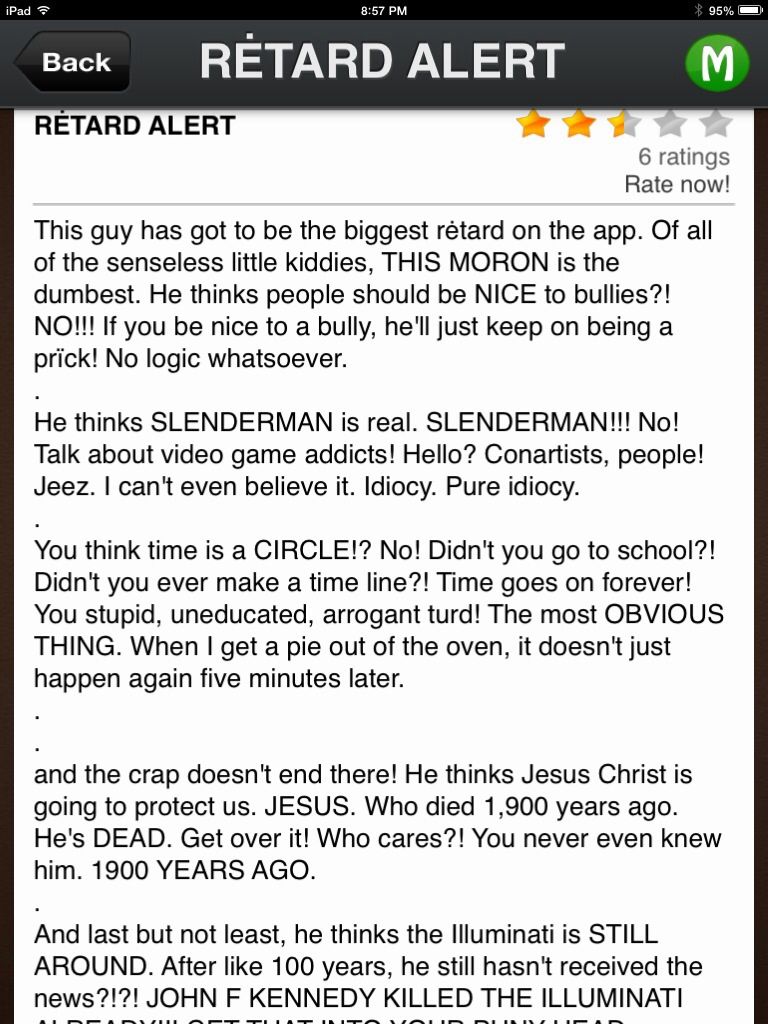 iPad 8:57 PM 95%
Back RĖTARD ALERT M
RĖTARD ALERT
6 ratings
Rate now!
This guy has got to be the biggest rėtard on the app. Of all
of the senseless little kiddies, THIS MORON is the
dumbest. He thinks people should be NICE to bullies?!
NO!!! If you be nice to a bully, he'll just keep on being a
prïck! No logic whatsoever.
.
He thinks SLENDERMAN is real. SLENDERMAN!!! No!
Talk about video game addicts! Hello? Conartists, people!
Jeez. I can't even believe it. Idiocy. Pure idiocy.
.
You think time is a CIRCLE!? No! Didn't you go to school?!
Didn't you ever make a time line?! Time goes on forever!
You stupid, uneducated, arrogant turd! The most OBVIOUS
THING. When I get a pie out of the oven, it doesn't just
happen again five minutes later.
.
.
and the crap doesn't end there! He thinks Jesus Christ is
going to protect us. JESUS. Who died 1,900 years ago.
He's DEAD. Get over it! Who cares?! You never even knew
him. 1900 YEARS AGO.
.
And last but not least, he thinks the Illuminati is STILL
AROUND. After like 100 years, he still hasn't received the
news?!?! JOHN F KENNEDY KILLED THE ILLUMINATI
ALREADY!!! GET THAT INTO YOUR PUNY HEAD